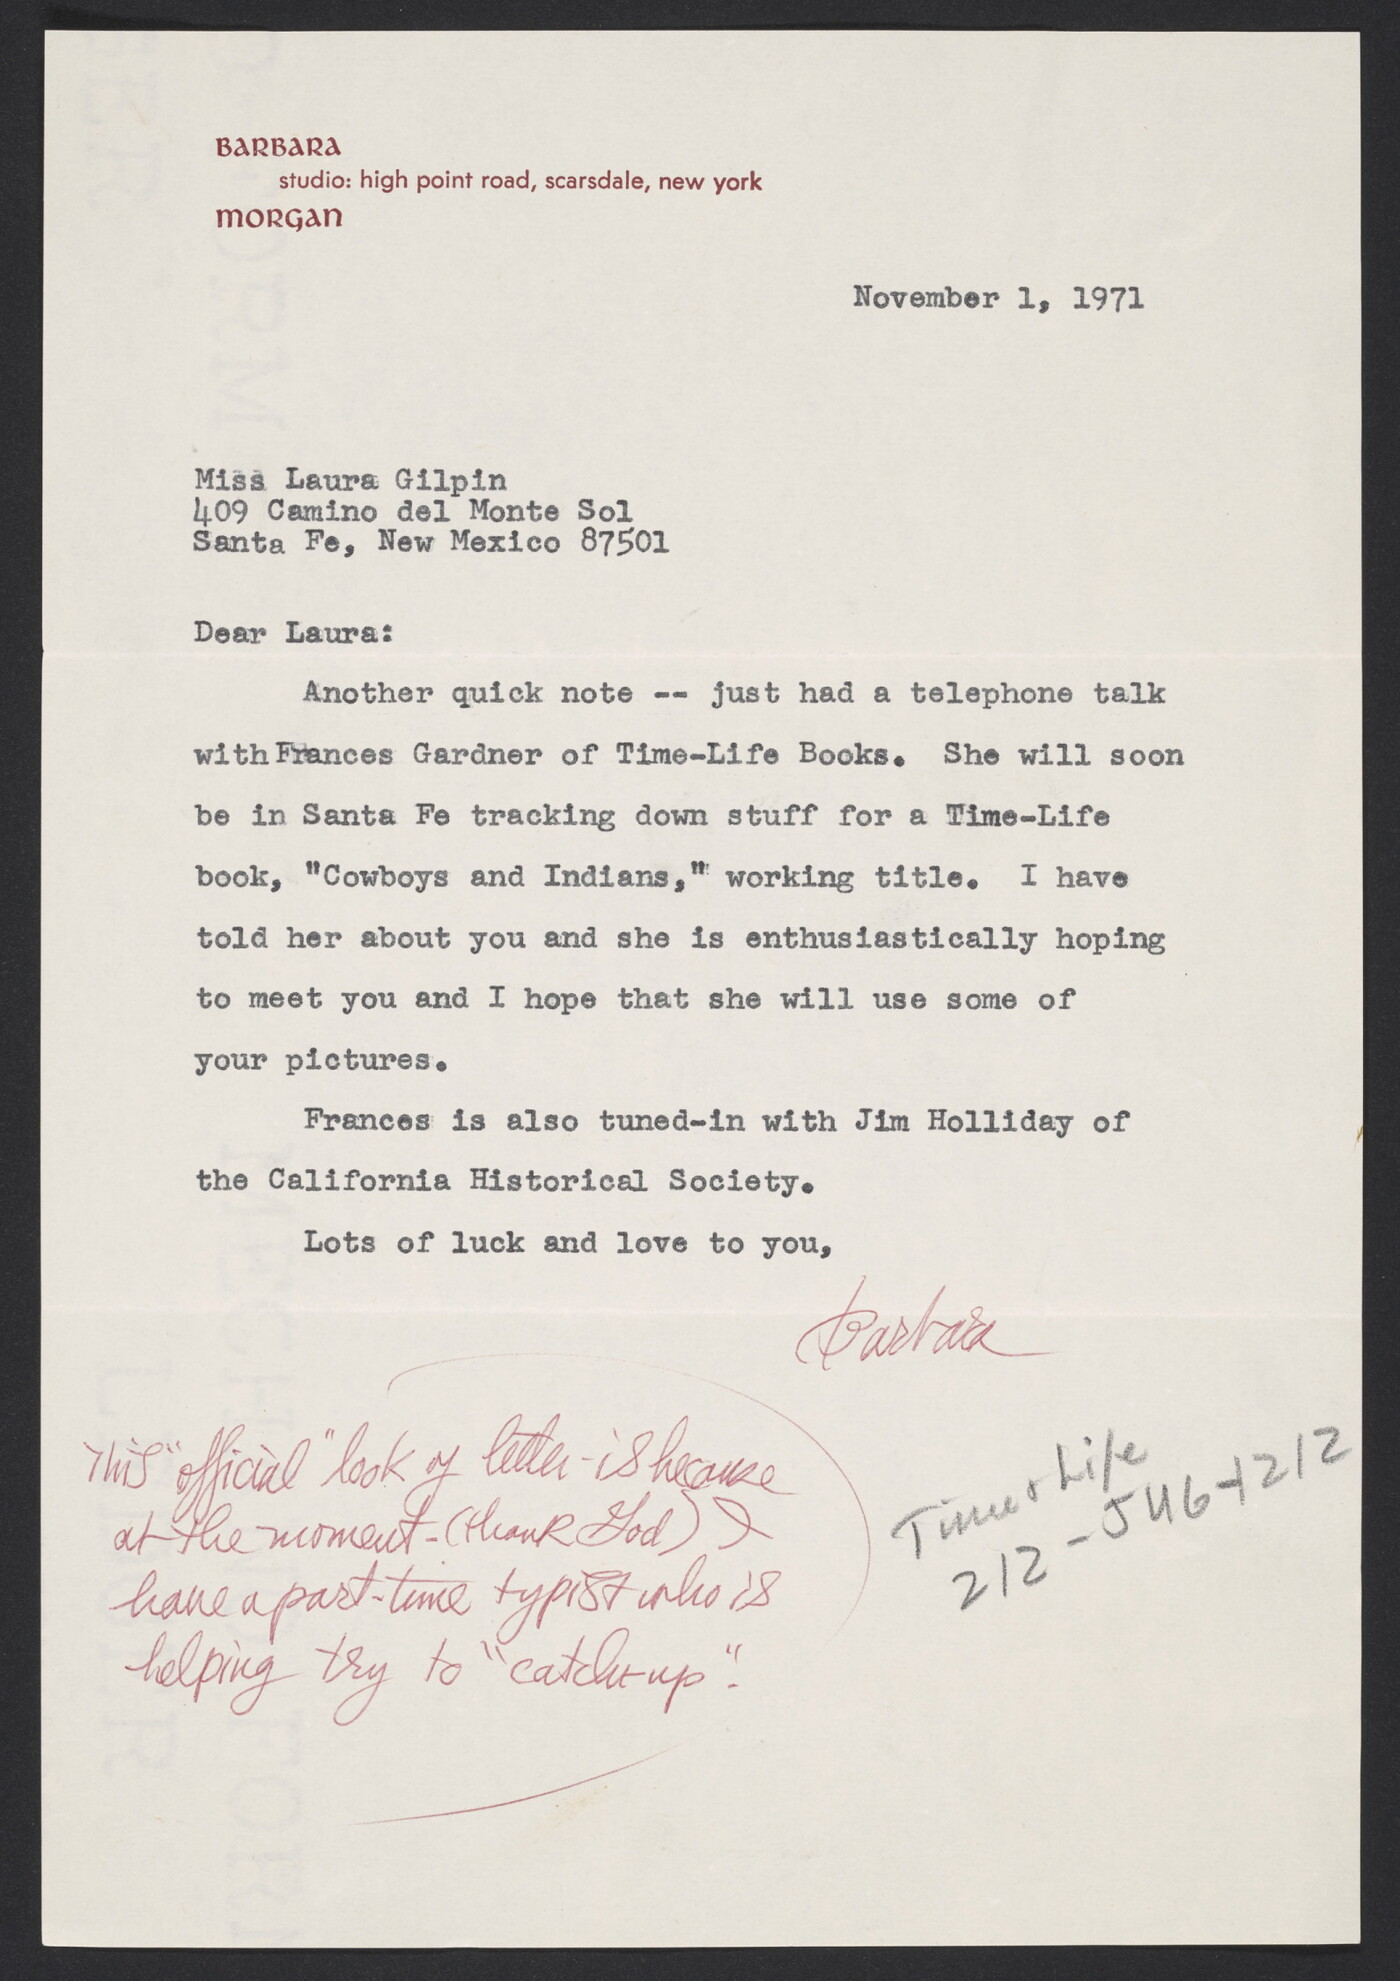 BARBARA
studio: high point road, scarsdale, new york
MORGAN
November 1, 1971
Miss Laura Gilpin
409 Camino del Monte Sol
Santa Fe, New Mexico 87501
Dear Laura:
Another quick note -- just had a telephone talk
with Frances Gardner of Time-Life Books. She will soon
be in Santa Fe tracking down stuff for a Time-Life
book, "Cowboys and Indians," working title. I have
told her about you and she is enthusiastically hoping
to meet you and I hope that she will use some of
your pictures.
Frances is also tuned-in with Jim Holliday of
the California Historical Society.
Lots of luck and love to you,
Barbara
This "official" look of letter - is because
at the moment - (thank God) I
have a part-time typist who is
helping try to "catch-up".
Time + Life
212-JU6-1212